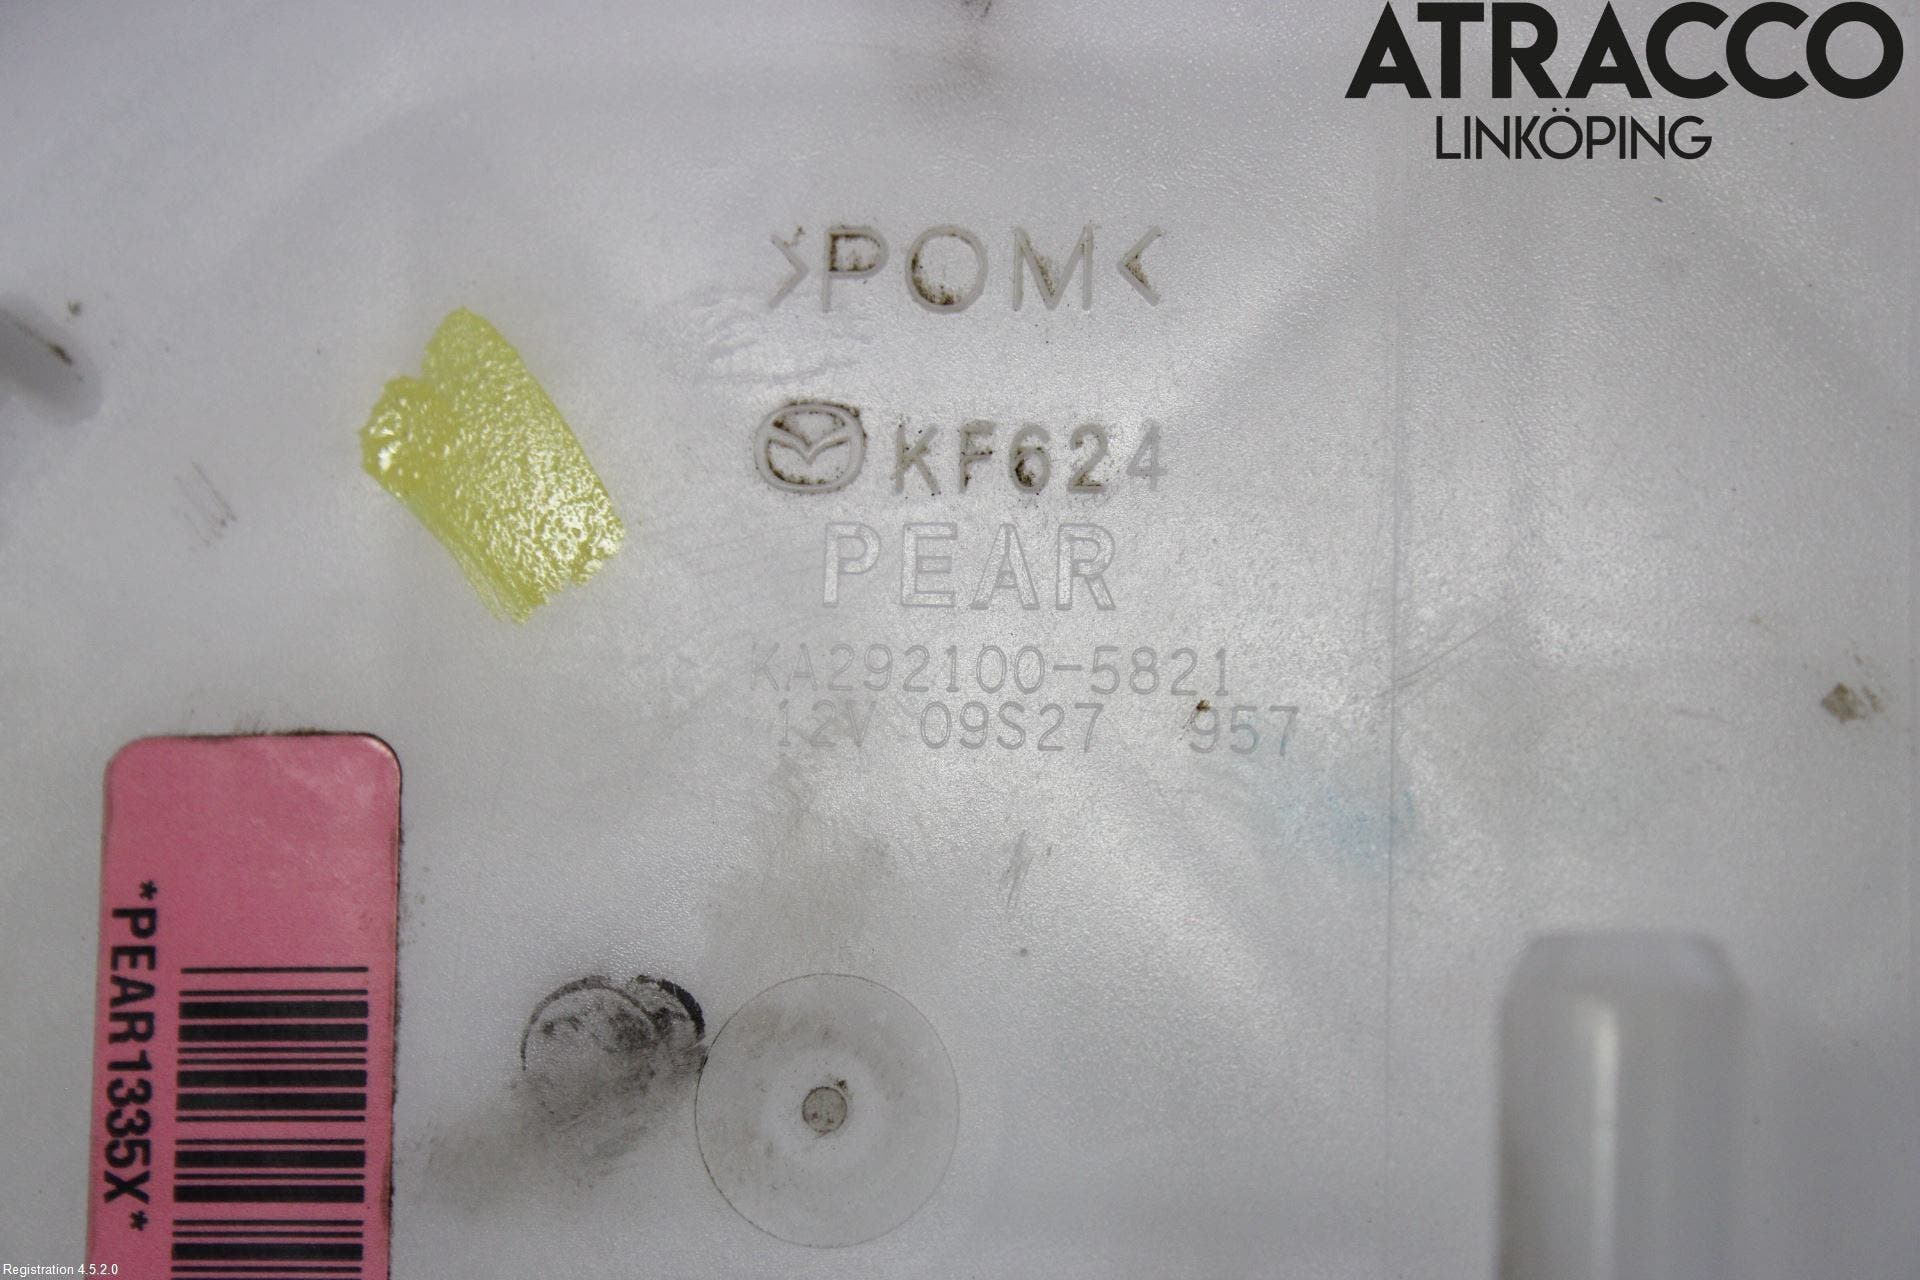 ATRACCO
LINKÖPING
>POM<
KF624
PEAR
KA292100-5821
12V 09S27 957
*PEAR1335X*
Registration 4.5.2.0